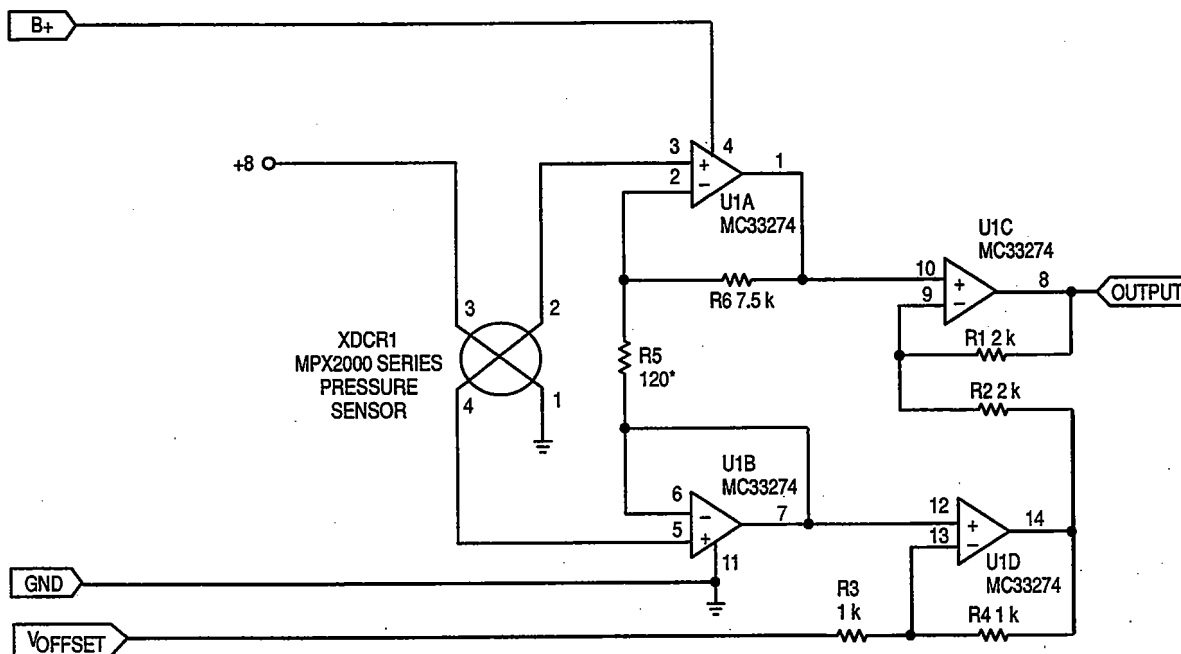 B+
+8
3
4
1
2
U1A
MC33274
U1C
MC33274
10
8
9
OUTPUT
R6 7.5 k
3
2
XDCR1
MPX2000 SERIES
PRESSURE
SENSOR
4
1
R5
120*
R1 2 k
R2 2 k
U1B
MC33274
6
7
5
11
12
14
13
U1D
MC33274
GND
R3
1 k
R4 1 k
VOFFSET